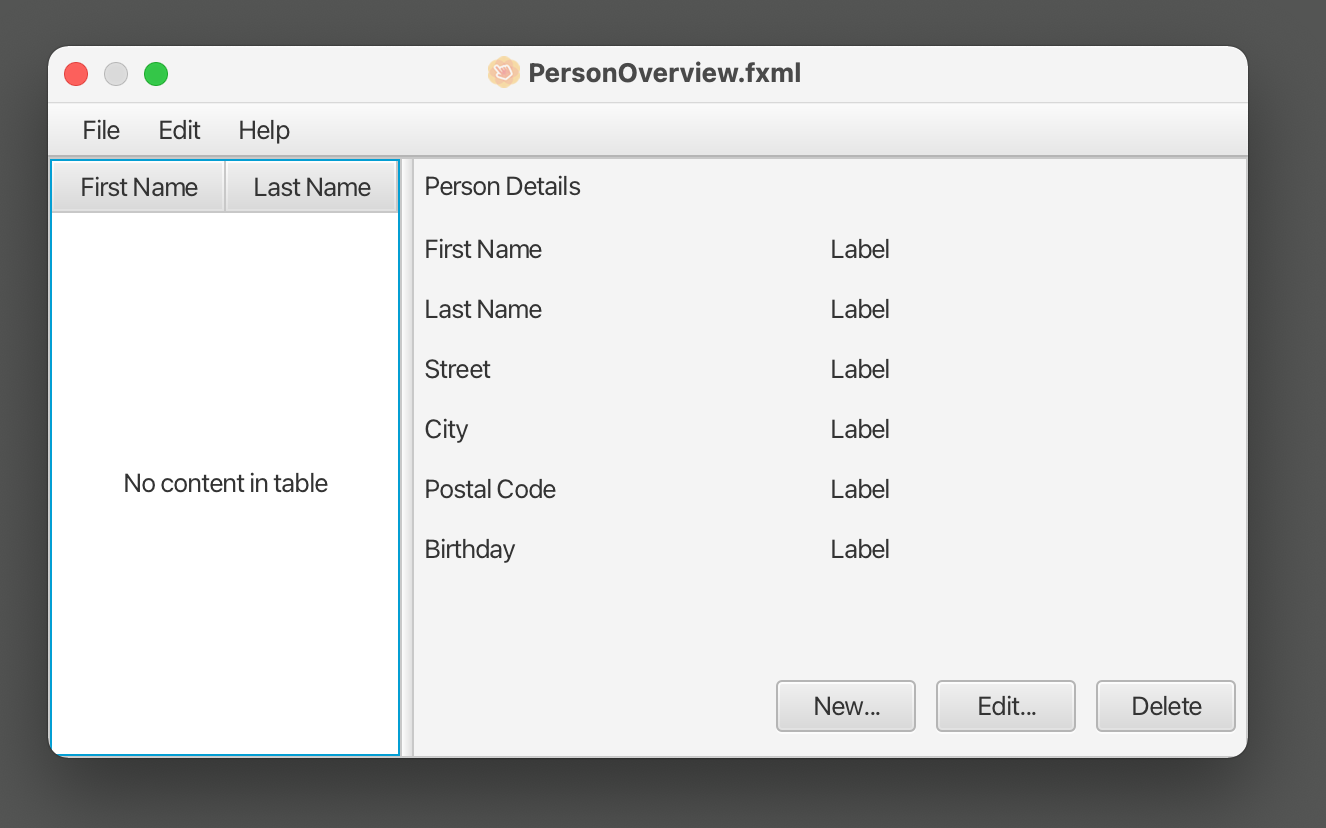 PersonOverview.fxml
File Edit Help
First Name Last Name
No content in table
Person Details
First Name Label
Last Name Label
Street Label
City Label
Postal Code Label
Birthday Label
New... Edit... Delete